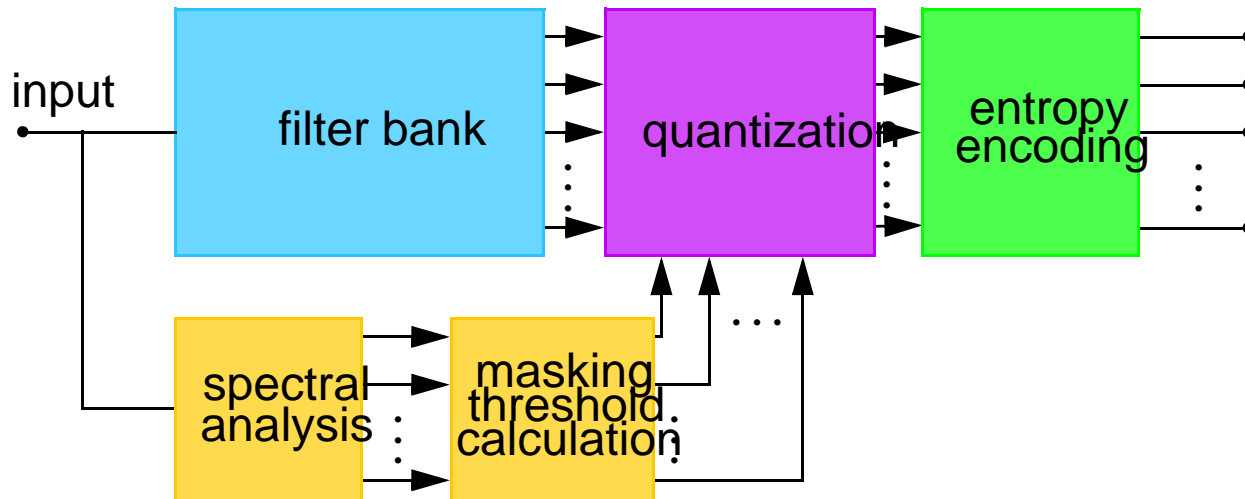 input
filter bank
quantization
entropy
encoding
spectral
analysis
masking
threshold
calculation